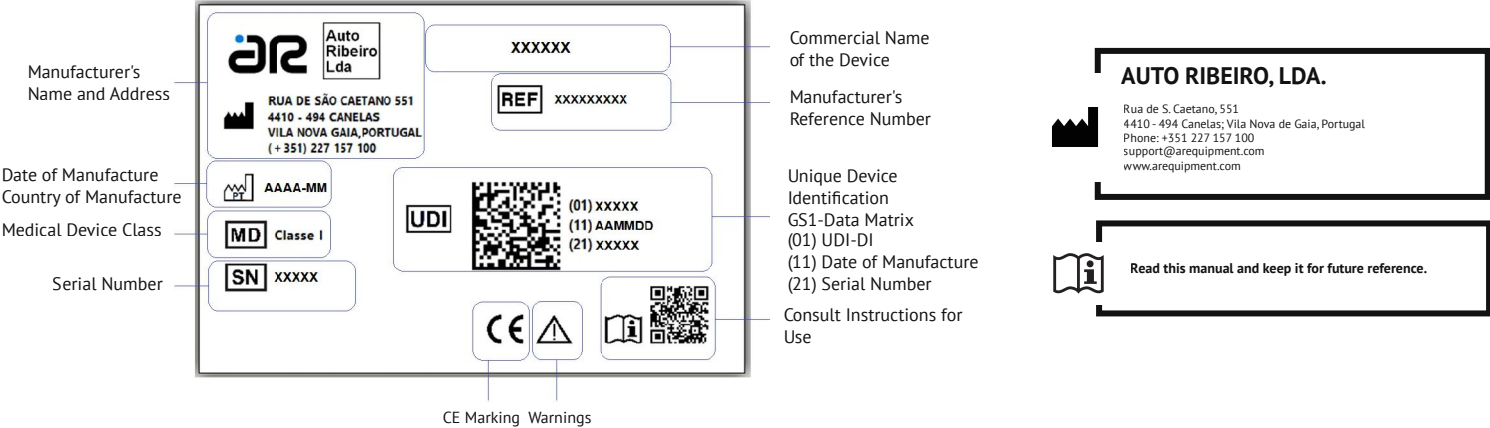 Manufacturer's
Name and Address
Date of Manufacture
Country of Manufacture
Medical Device Class
Serial Number
ar
Auto
Ribeiro
Lda
RUA DE SÃO CAETANO 551
4410 - 494 CANELAS
VILA NOVA GAIA,PORTUGAL
(+351) 227 157 100
PT
AAAA-MM
MD Classe I
SN XXXXX
XXXXXX
REF XXXXXXXXX
UDI
(01) XXXXX
(11) AAMMDD
(21) XXXXX
CE
i
Commercial Name
of the Device
Manufacturer's
Reference Number
Unique Device
Identification
GS1-Data Matrix
(01) UDI-DI
(11) Date of Manufacture
(21) Serial Number
Consult Instructions for
Use
CE Marking Warnings
AUTO RIBEIRO, LDA.
Rua de S. Caetano, 551
4410 - 494 Canelas; Vila Nova de Gaia, Portugal
Phone: +351 227 157 100
support@arequipment.com
www.arequipment.com
i
Read this manual and keep it for future reference.